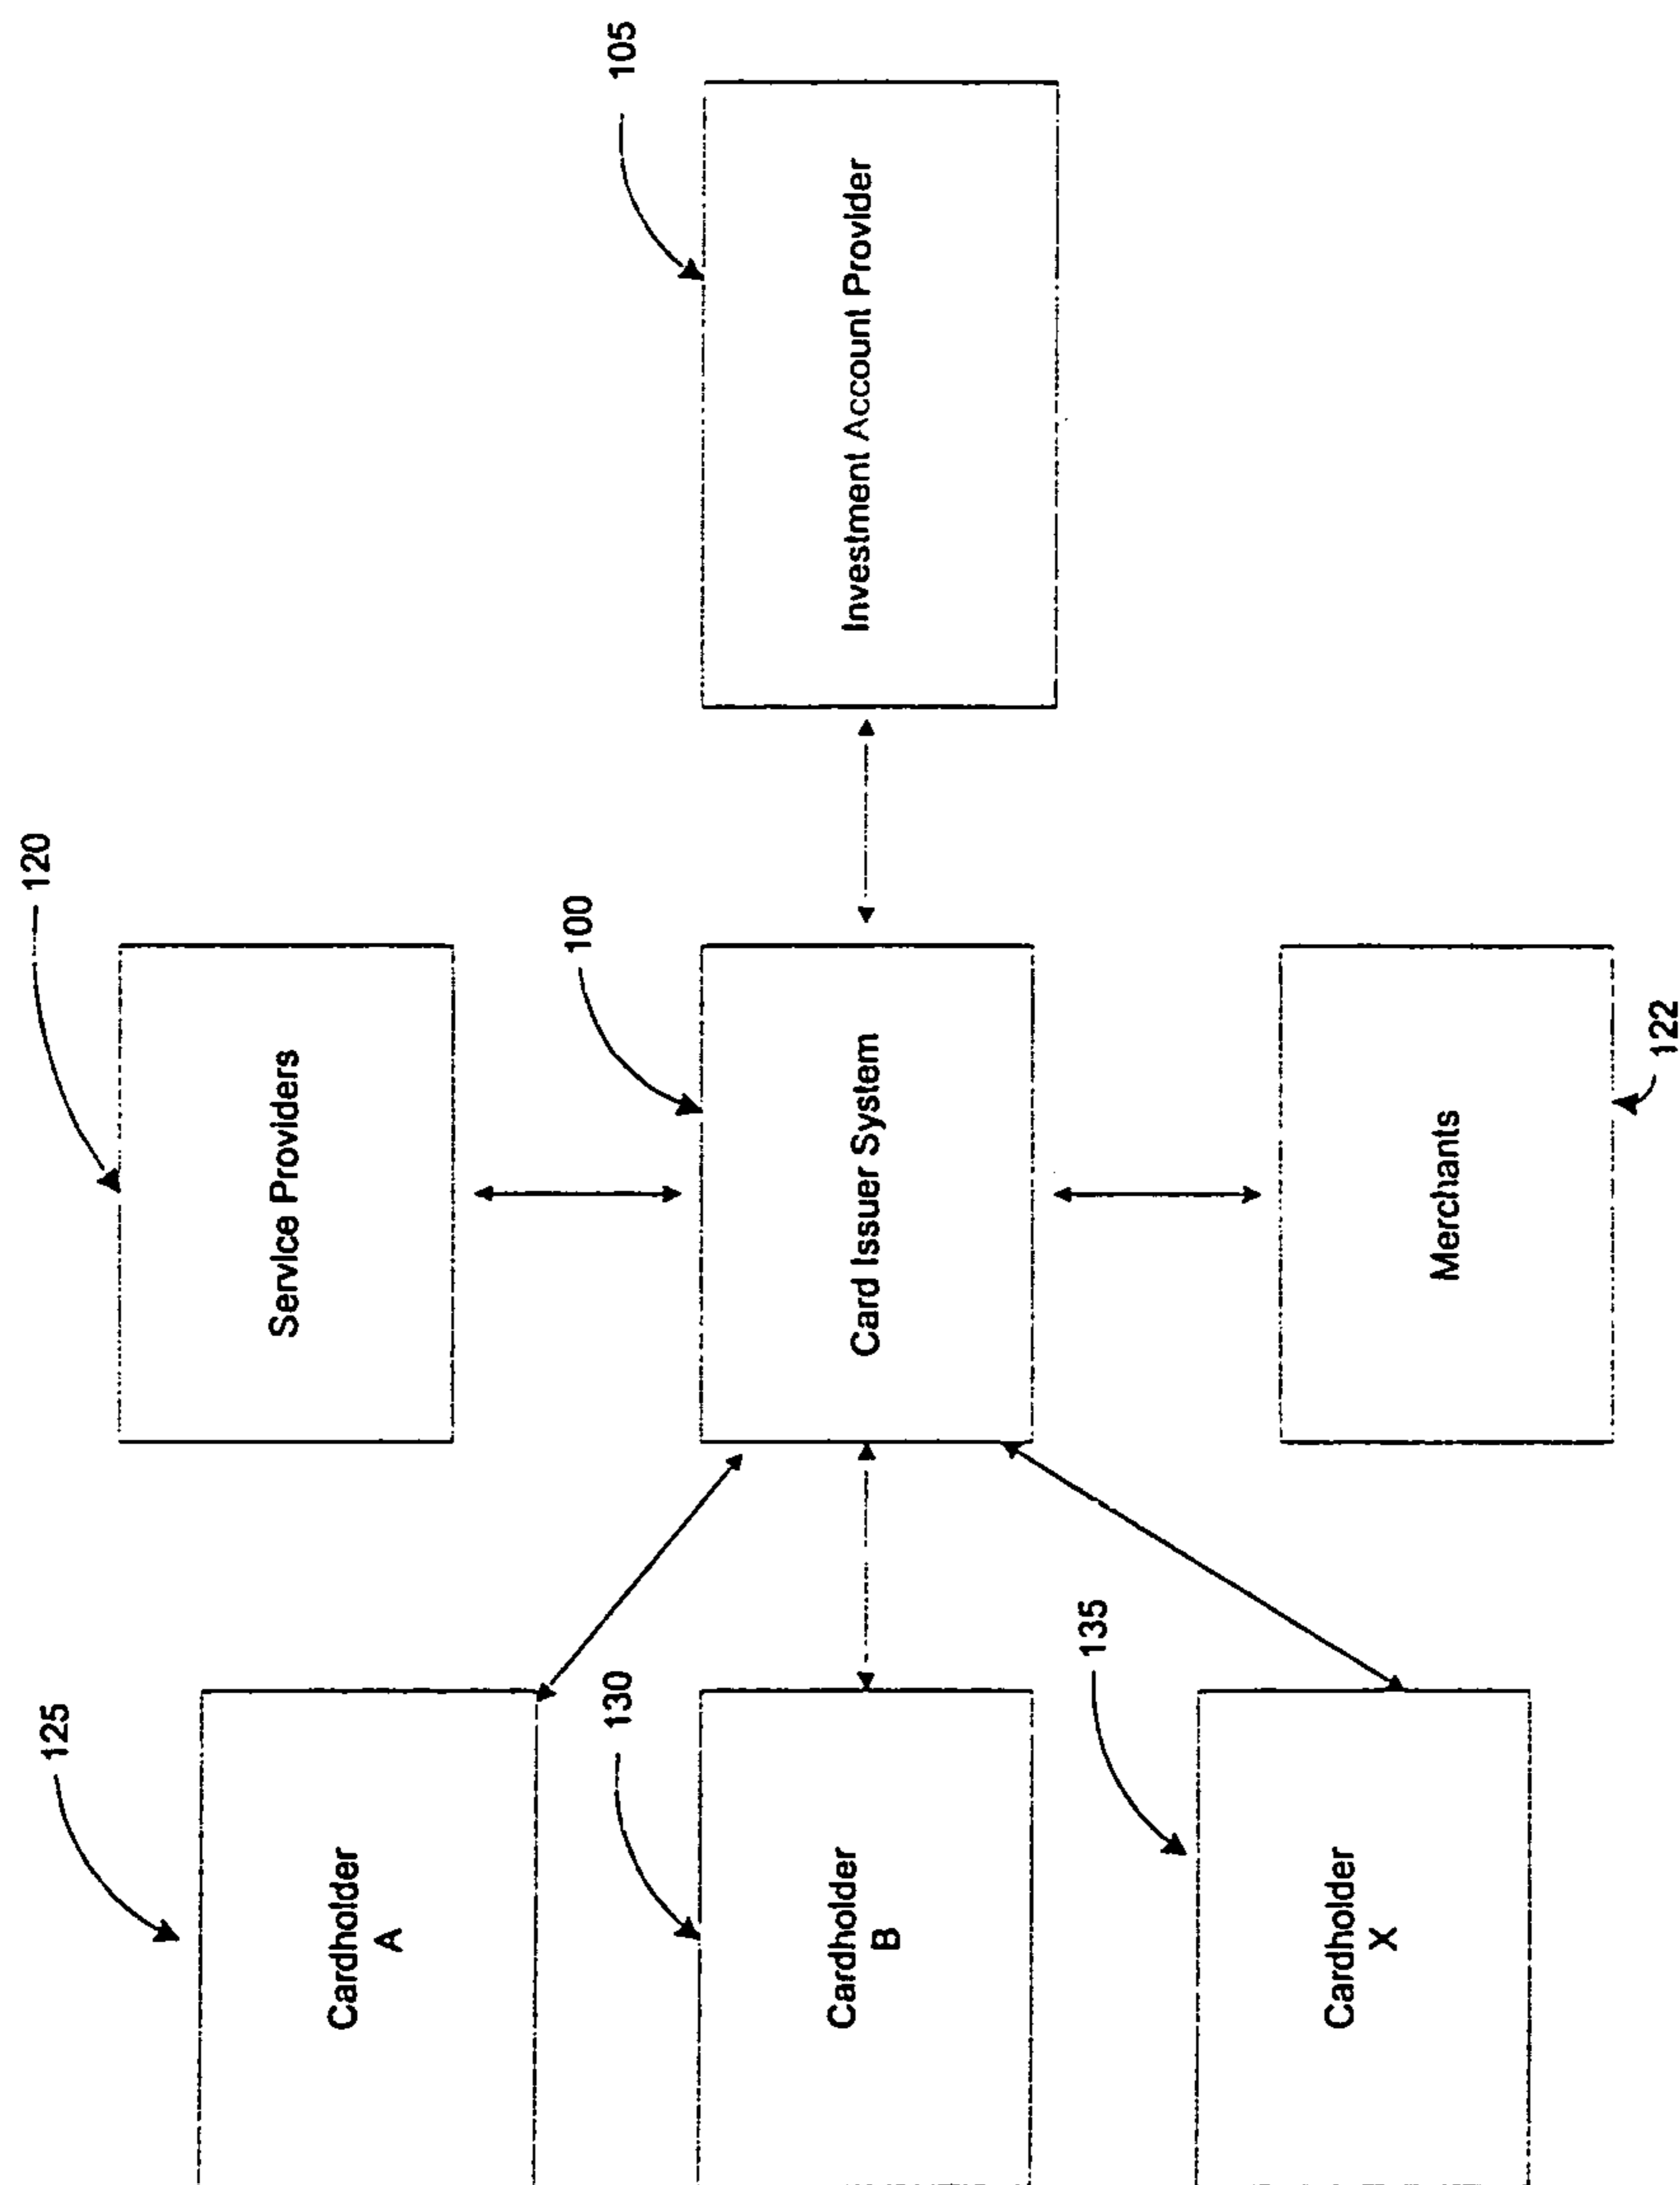 125
120
Cardholder
A
Service Providers
130
100
105
Cardholder
B
Card Issuer System
Investment Account Provider
135
Cardholder
X
Merchants
122